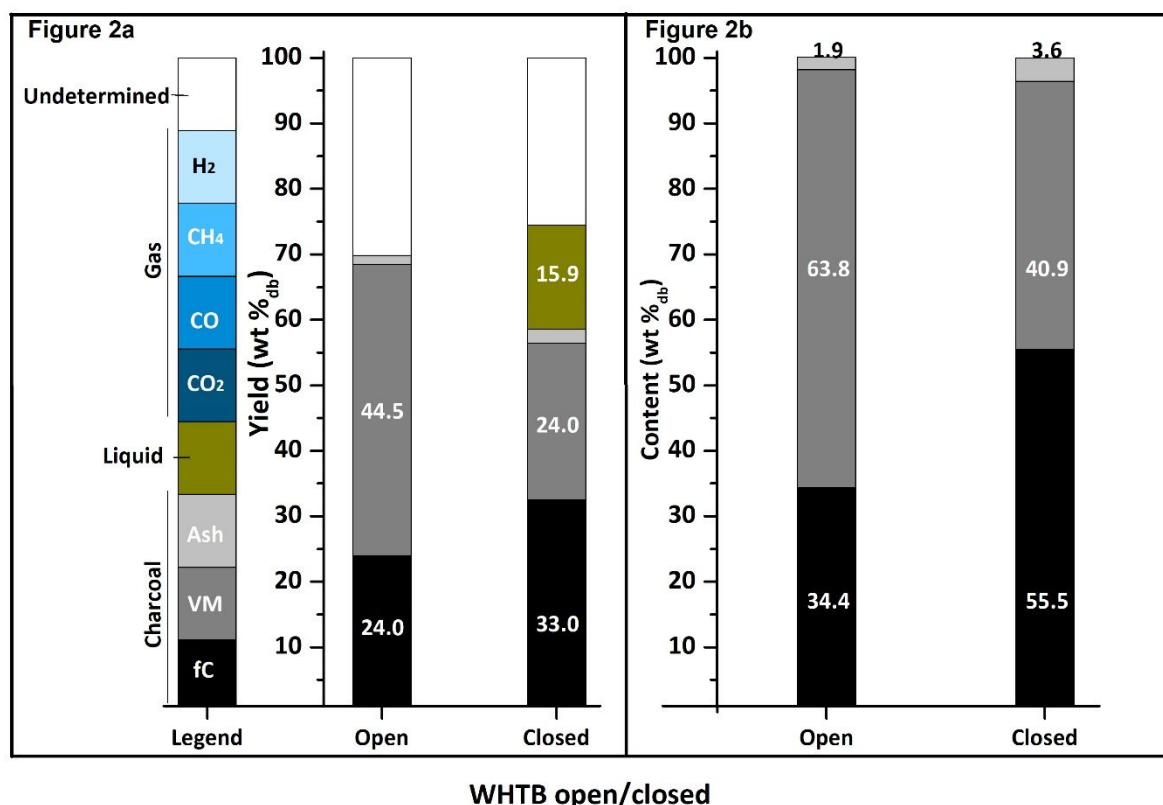 Figure 2a
Undetermined
H2
CH4
CO
CO2
Gas
Liquid
Ash
VM
fC
Charcoal
Legend
Yield (wt %db)
100
90
80
70
60
50
40
30
20
10
44.5
24.0
Open
15.9
24.0
33.0
Closed
Figure 2b
Content (wt %db)
100
90
80
70
60
50
40
30
20
10
1.9
63.8
34.4
Open
3.6
40.9
55.5
Closed
WHTB open/closed